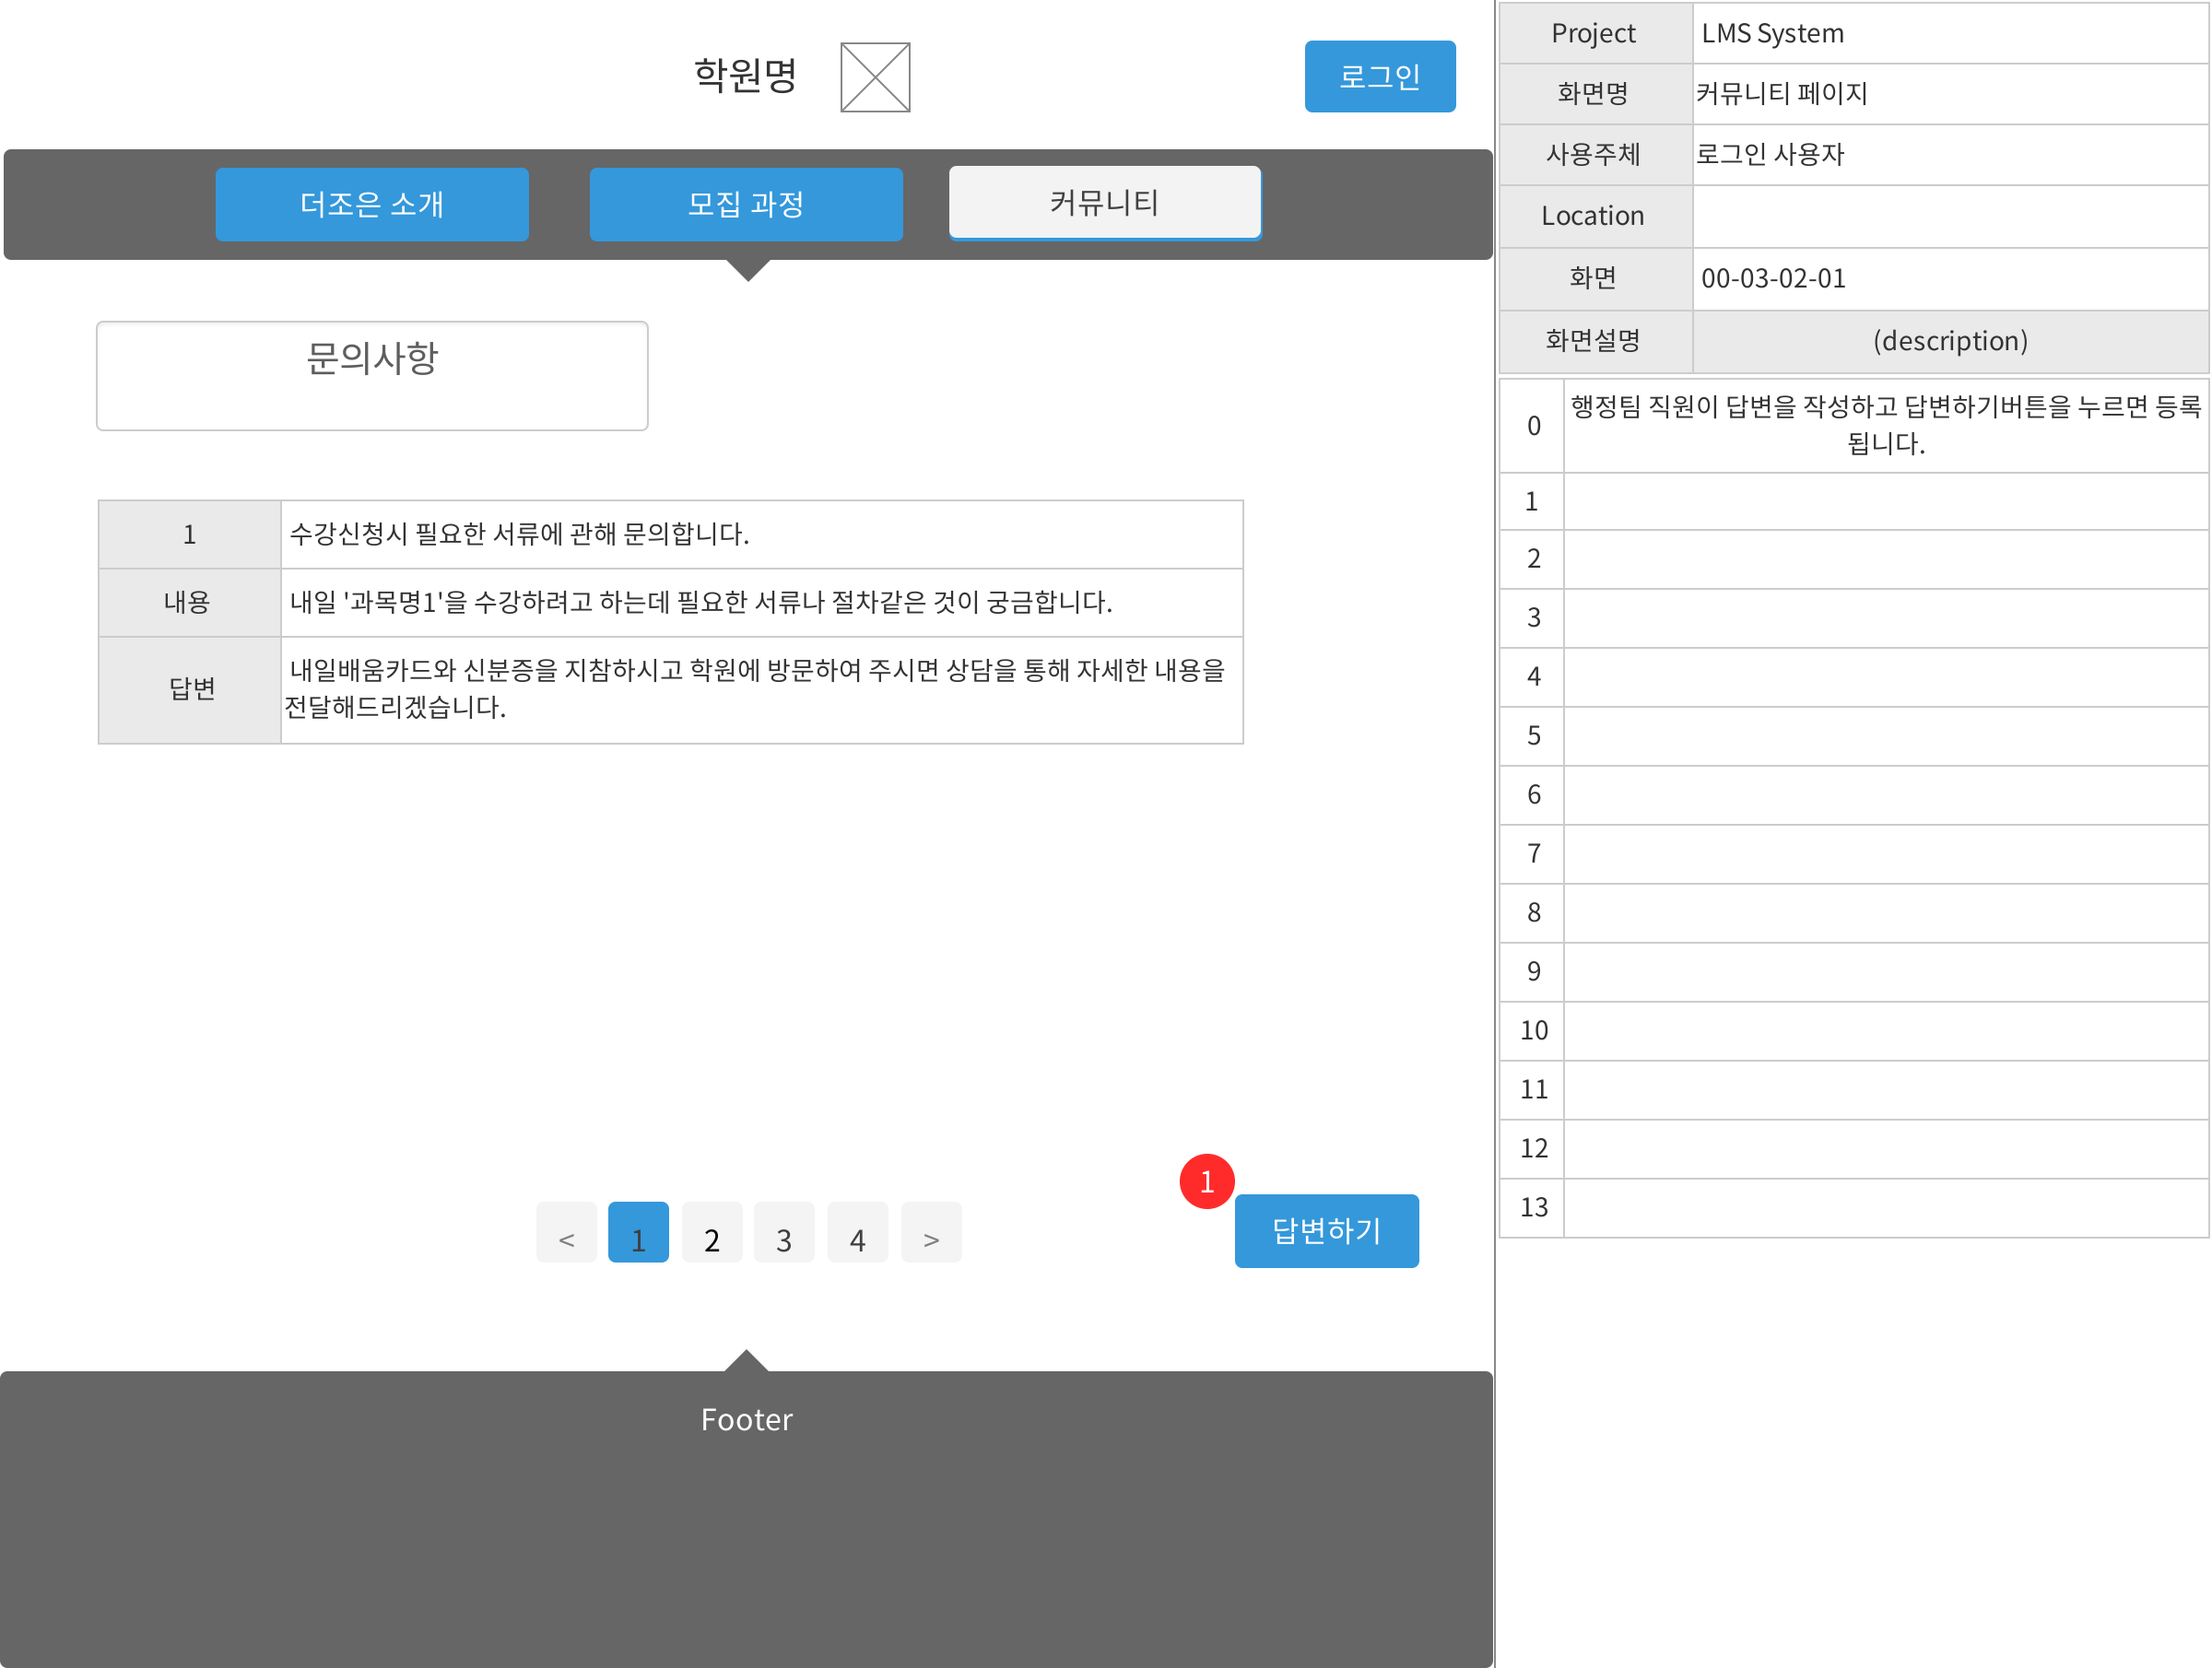 학원명
로그인
더조은 소개
모집 과정
커뮤니티
문의사항
1
수강신청시 필요한 서류에 관해 문의합니다.
내용
내일 '과목명1'을 수강하려고 하는데 필요한 서류나 절차같은 것이 궁금합니다.
답변
내일배움카드와 신분증을 지참하시고 학원에 방문하여 주시면 상담을 통해 자세한 내용을
전달해드리겠습니다.
1
< 1 2 3 4 >
답변하기
Footer
Project LMS System
화면명 커뮤니티 페이지
사용주체 로그인 사용자
Location
화면 00-03-02-01
화면설명 (description)
0
행정팀 직원이 답변을 작성하고 답변하기버튼을 누르면 등록
됩니다.
1
2
3
4
5
6
7
8
9
10
11
12
13